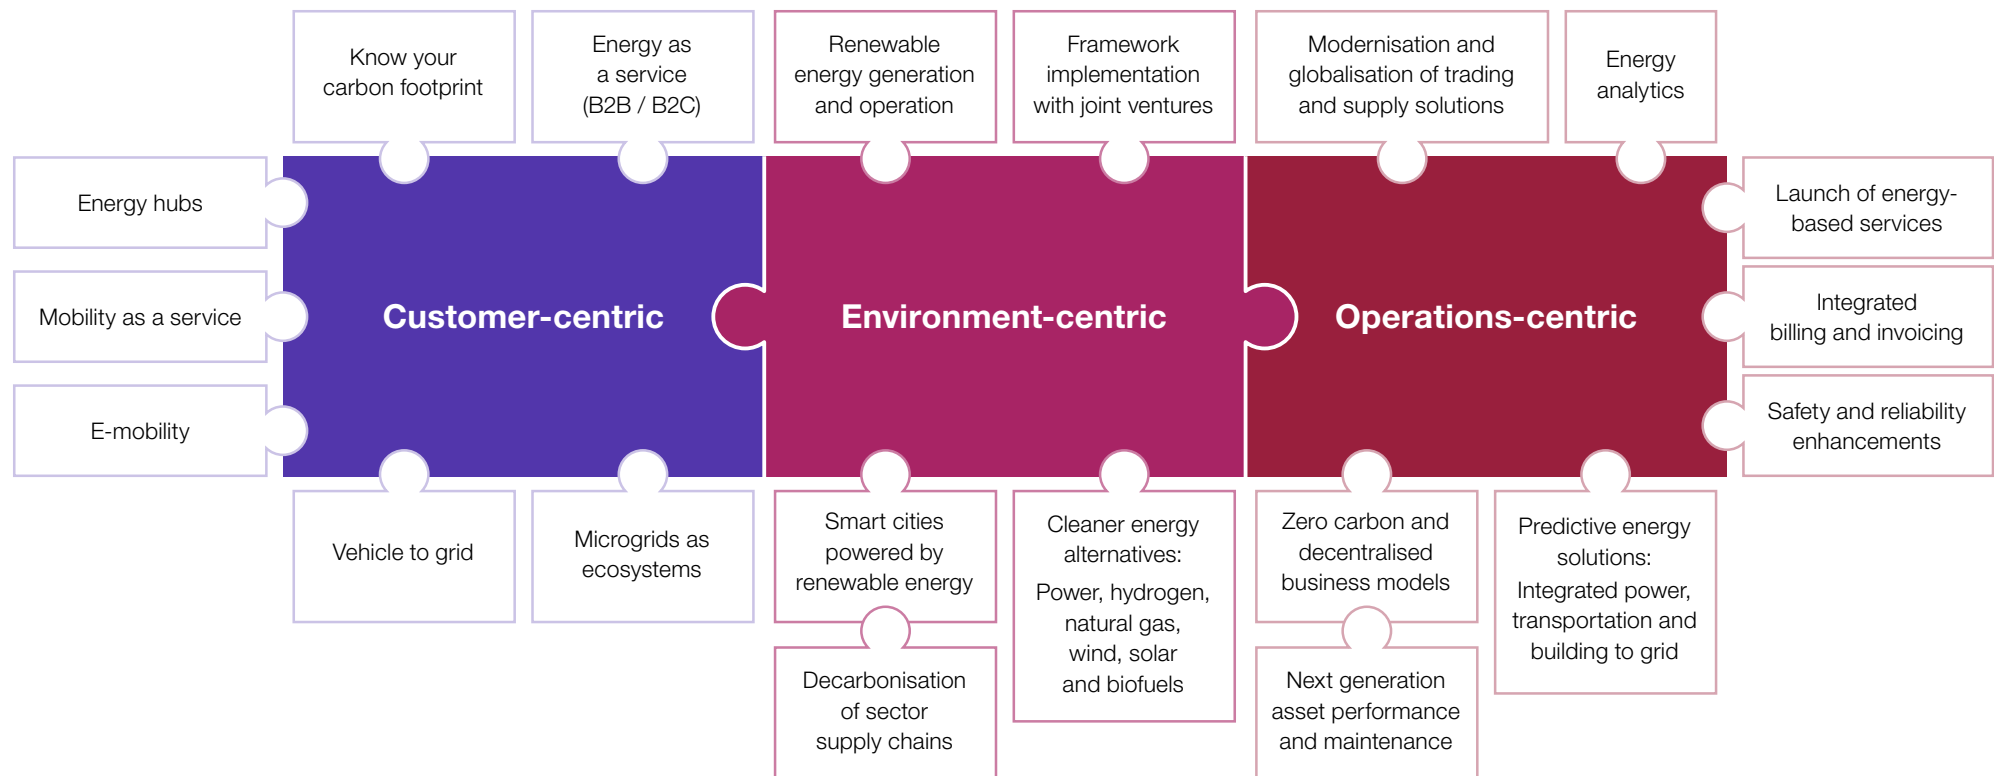 Know your
carbon footprint
Energy as
a service
(B2B / B2C)
Renewable
energy generation
and operation
Framework
implementation
with joint ventures
Modernisation and
globalisation of trading
and supply solutions
Energy
analytics
Energy hubs
Mobility as a service
E-mobility
Customer-centric
Environment-centric
Operations-centric
Launch of energy-
based services
Integrated
billing and invoicing
Safety and reliability
enhancements
Vehicle to grid
Microgrids as
ecosystems
Smart cities
powered by
renewable energy
Decarbonisation
of sector
supply chains
Cleaner energy
alternatives:
Power, hydrogen,
natural gas,
wind, solar
and biofuels
Zero carbon and
decentralised
business models
Next generation
asset performance
and maintenance
Predictive energy
solutions:
Integrated power,
transportation and
building to grid